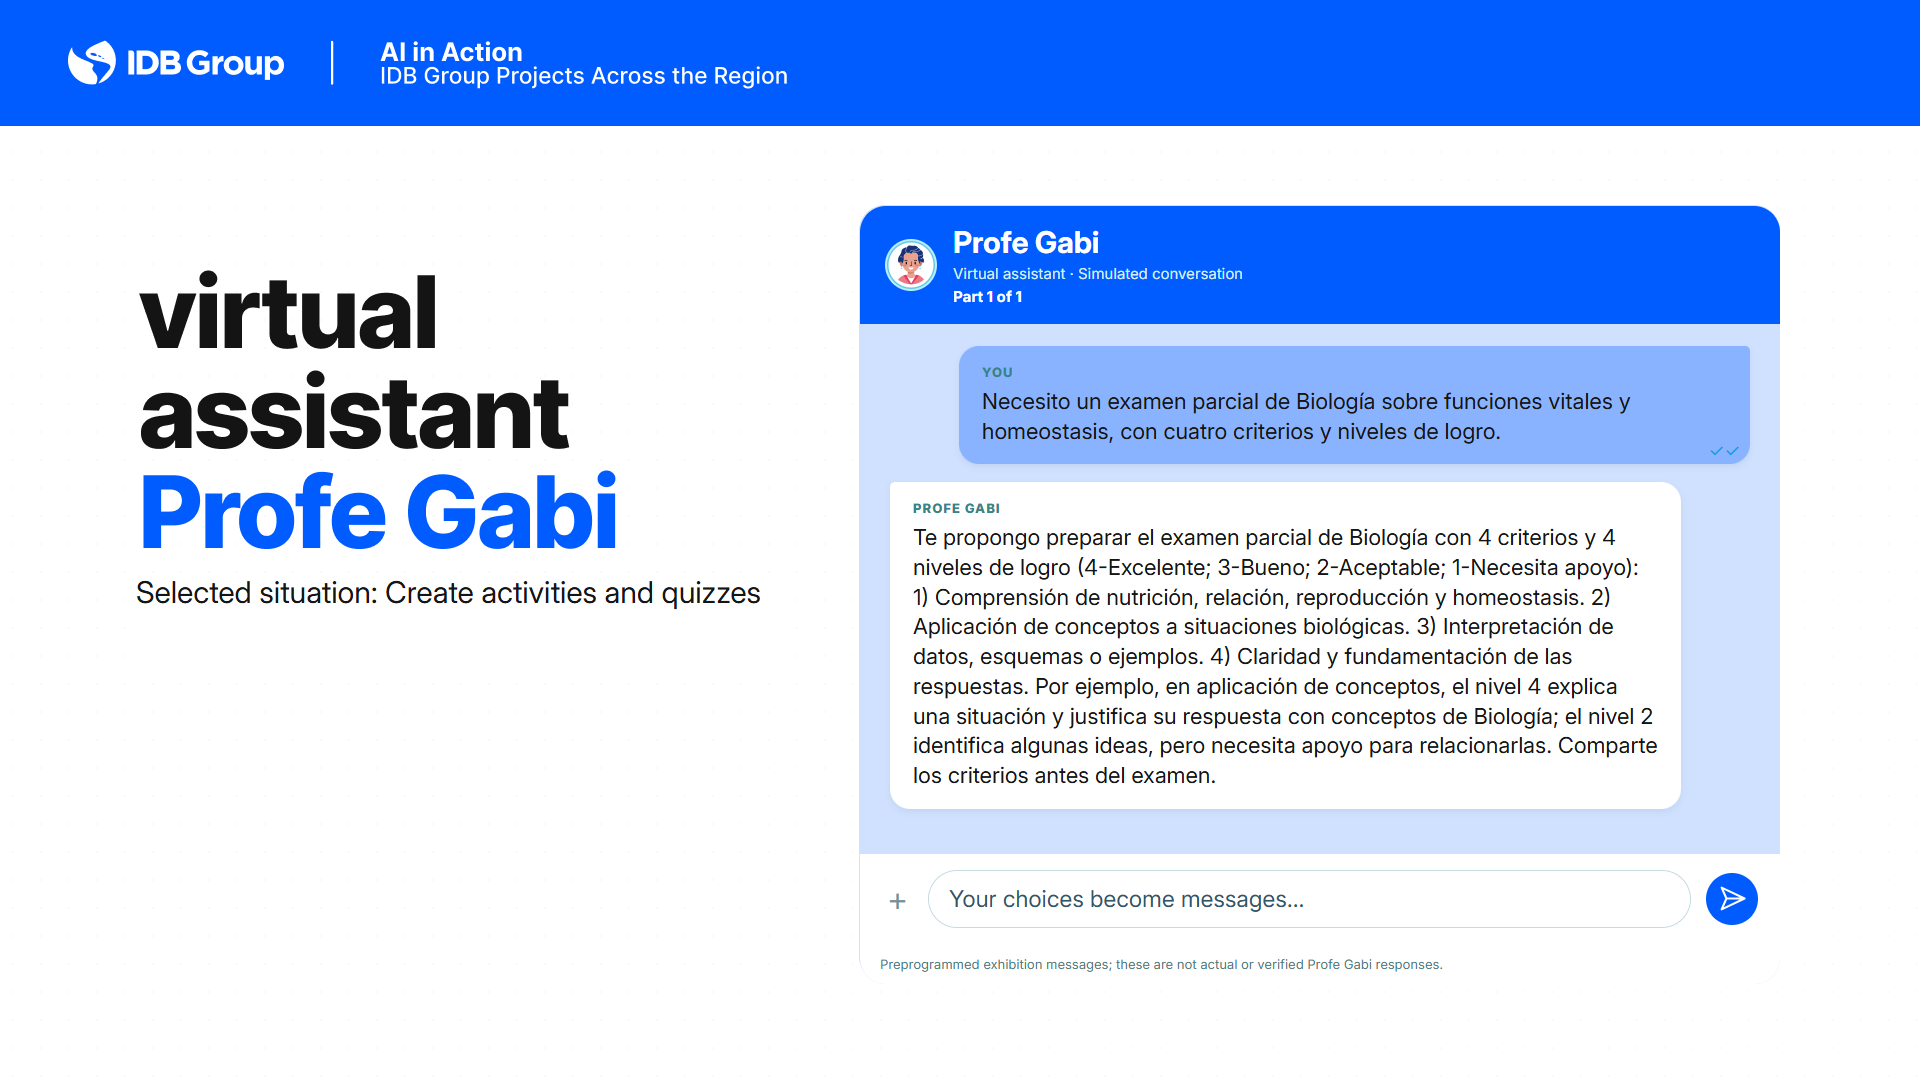 IDB Group
AI in Action
IDB Group Projects Across the Region
virtual
assistant
Profe Gabi
Selected situation: Create activities and quizzes
Profe Gabi
Virtual assistant · Simulated conversation
Part 1 of 1
YOU
Necesito un examen parcial de Biología sobre funciones vitales y
homeostasis, con cuatro criterios y niveles de logro.
PROFE GABI
Te propongo preparar el examen parcial de Biología con 4 criterios y 4
niveles de logro (4-Excelente; 3-Bueno; 2-Aceptable; 1-Necesita apoyo):
1) Comprensión de nutrición, relación, reproducción y homeostasis. 2)
Aplicación de conceptos a situaciones biológicas. 3) Interpretación de
datos, esquemas o ejemplos. 4) Claridad y fundamentación de las
respuestas. Por ejemplo, en aplicación de conceptos, el nivel 4 explica
una situación y justifica su respuesta con conceptos de Biología; el nivel 2
identifica algunas ideas, pero necesita apoyo para relacionarlas. Comparte
los criterios antes del examen.
Your choices become messages...
Preprogrammed exhibition messages; these are not actual or verified Profe Gabi responses.